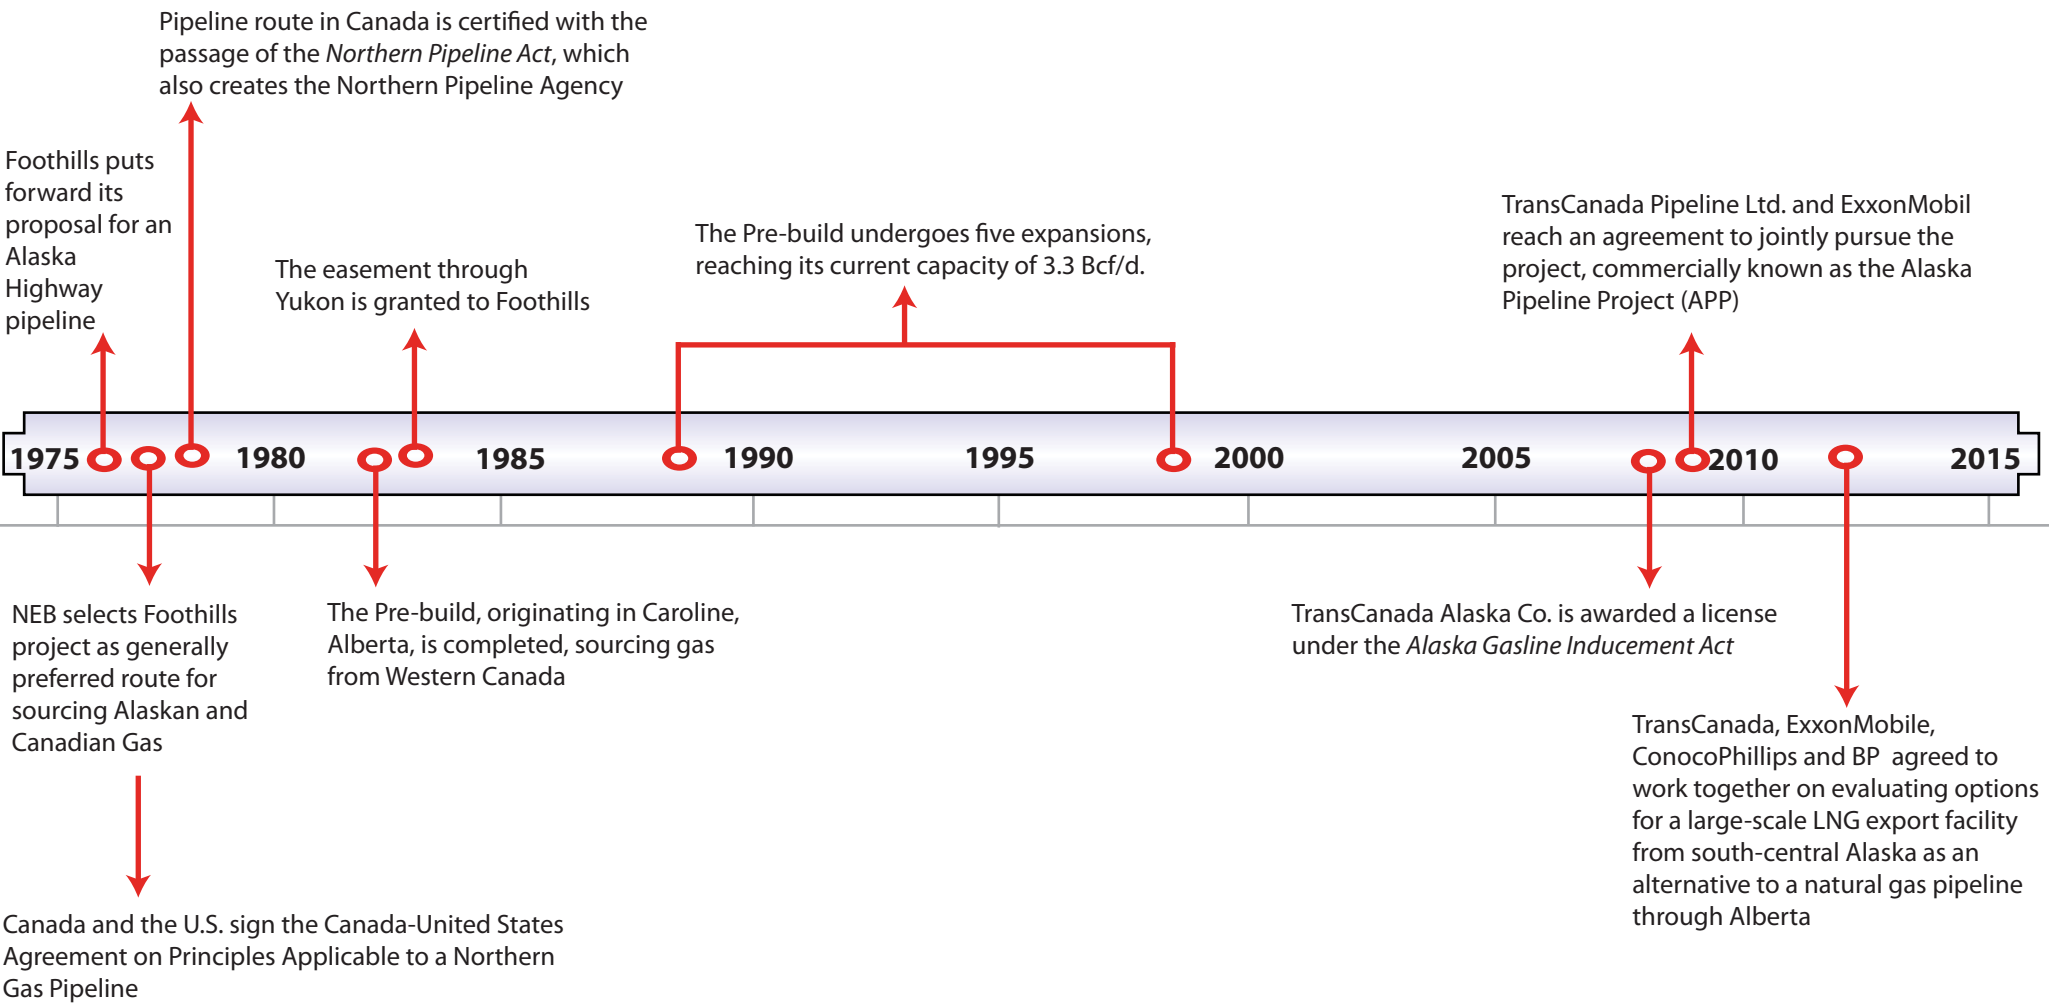 Pipeline route in Canada is certified with the
passage of the Northern Pipeline Act, which
also creates the Northern Pipeline Agency
Foothills puts
forward its
proposal for an
Alaska
Highway
pipeline
The easement through
Yukon is granted to Foothills
The Pre-build undergoes five expansions,
reaching its current capacity of 3.3 Bcf/d.
TransCanada Pipeline Ltd. and ExxonMobil
reach an agreement to jointly pursue the
project, commercially known as the Alaska
Pipeline Project (APP)
1975 1980 1985 1990 1995 2000 2005 2010 2015
NEB selects Foothills
project as generally
preferred route for
sourcing Alaskan and
Canadian Gas
The Pre-build, originating in Caroline,
Alberta, is completed, sourcing gas
from Western Canada
TransCanada Alaska Co. is awarded a license
under the Alaska Gasline Inducement Act
TransCanada, ExxonMobile,
ConocoPhillips and BP agreed to
work together on evaluating options
for a large-scale LNG export facility
from south-central Alaska as an
alternative to a natural gas pipeline
through Alberta
Canada and the U.S. sign the Canada-United States
Agreement on Principles Applicable to a Northern
Gas Pipeline